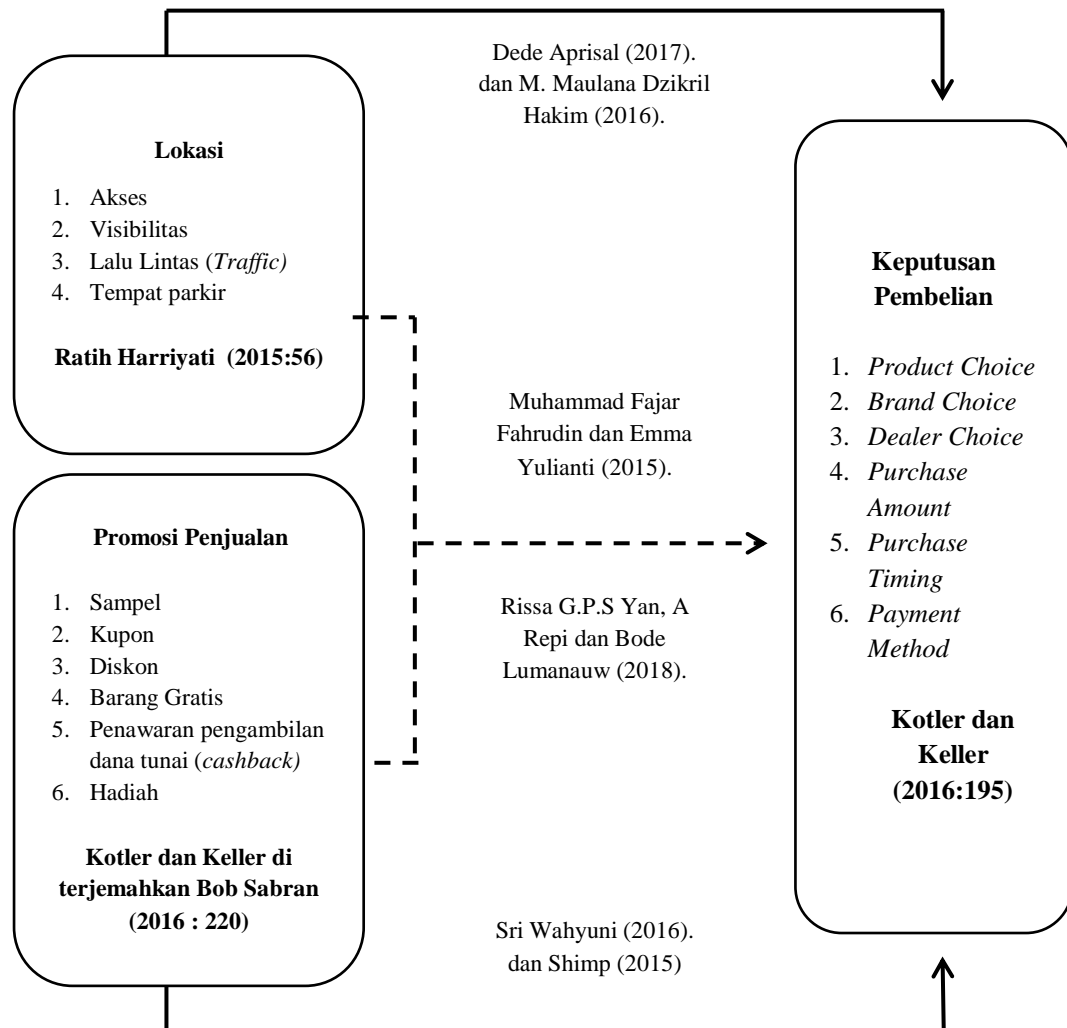 Dede Aprisal (2017).
dan M. Maulana Dzikril
Hakim (2016).
Lokasi
1. Akses
2. Visibilitas
3. Lalu Lintas (Traffic)
4. Tempat parkir
Ratih Harriyati (2015:56)
Muhammad Fajar
Fahrudin dan Emma
Yulianti (2015).
Promosi Penjualan
1. Sampel
2. Kupon
3. Diskon
4. Barang Gratis
5. Penawaran pengambilan
dana tunai (cashback)
6. Hadiah
Kotler dan Keller di
terjemahkan Bob Sabran
(2016 : 220)
Rissa G.P.S Yan, A
Repi dan Bode
Lumanauw (2018).
Sri Wahyuni (2016).
dan Shimp (2015)
Keputusan
Pembelian
1. Product Choice
2. Brand Choice
3. Dealer Choice
4. Purchase
Amount
5. Purchase
Timing
6. Payment
Method
Kotler dan
Keller
(2016:195)